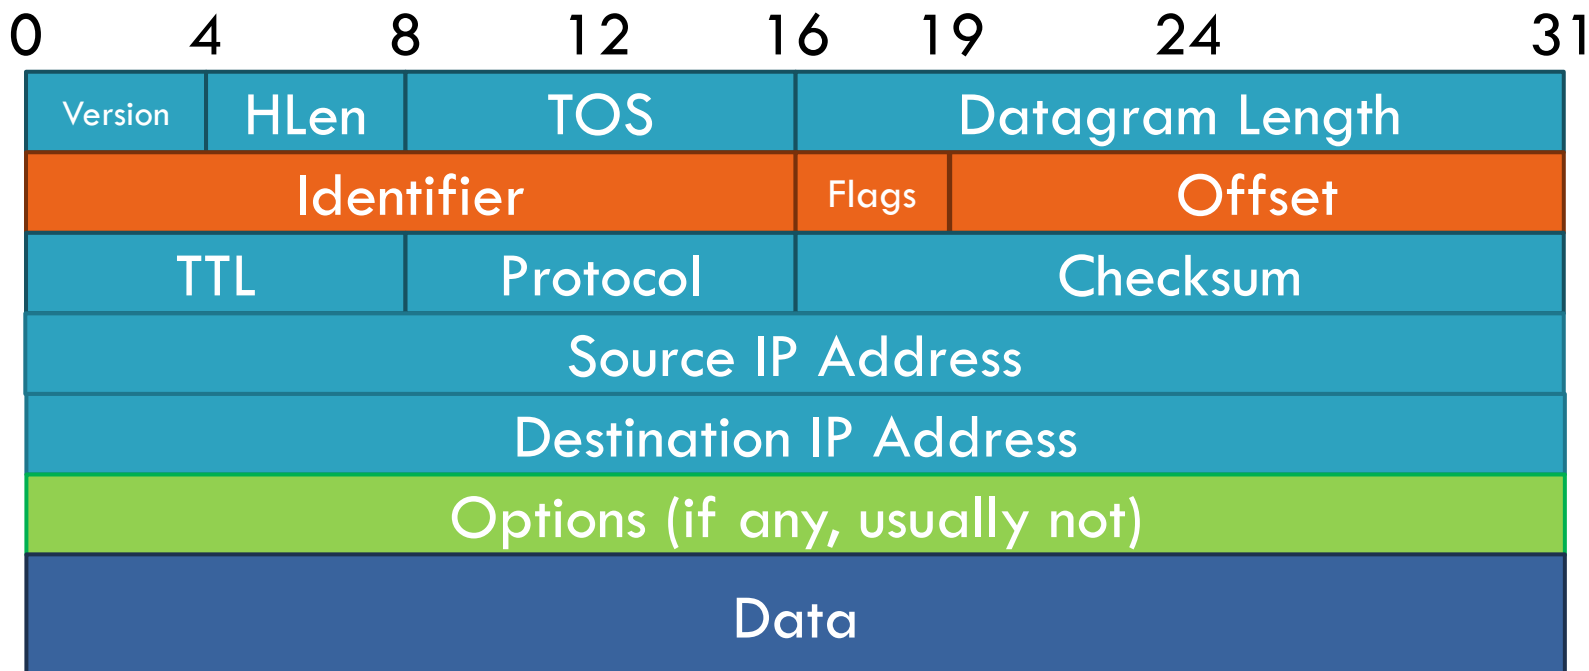 0 4 8 12 16 19 24 31
Version HLen TOS Datagram Length
Identifier Flags Offset
TTL Protocol Checksum
Source IP Address
Destination IP Address
Options (if any, usually not)
Data